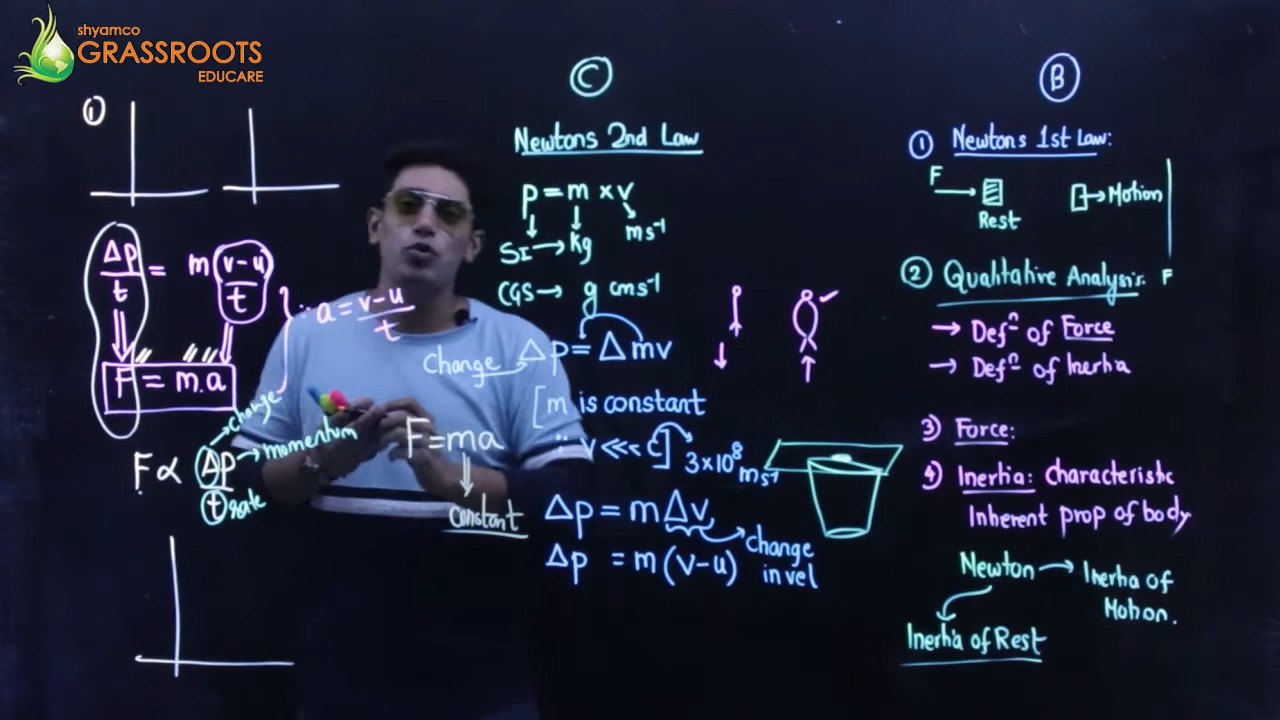 shyamco
GRASSROOTS
EDUCARE
①
Δp/t = m (v-u)/t
∵ a = v-u/t
F = m.a
→ change
F ∝ Δp/t → momentum
rate
C
Newtons 2nd Law
p = m × v
SI → kg ms⁻¹
CGS → g cms⁻¹
Change Δp = Δmv
[m is constant
∵ v <<< C] 3×10⁸ ms⁻¹
F = ma
constant
Δp = mΔv
change in vel
Δp = m(v-u)
B
① Newtons 1st Law:
F → Rest
→ Motion
② Qualitative Analysis: F
→ Defⁿ of Force
→ Defⁿ of Inertia
3) Force:
4) Inertia: characteristic
Inherent prop of body
Newton → Inertia of Motion.
Inertia of Rest